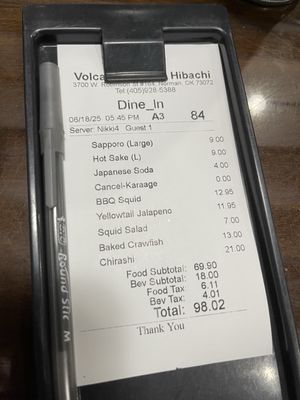 Volca Hibachi
3700 W. Robinson St #164, Norman, OK 73072
Tel:(405)928-5388
Dine_In
06/18/25 05:45 PM A3 84
Server: Nikki4 Guest 1
Sapporo (Large) 9.00
Hot Sake (L) 9.00
Japanese Soda 4.00
Cancel-Karaage 0.00
BBQ Squid 12.95
Yellowtail Jalapeno 11.95
Squid Salad 7.00
Baked Crawfish 13.00
Chirashi 21.00
Food Subtotal: 69.90
Bev Subtotal: 18.00
Food Tax: 6.11
Bev Tax: 4.01
Total: 98.02
Thank You
Round Stic M